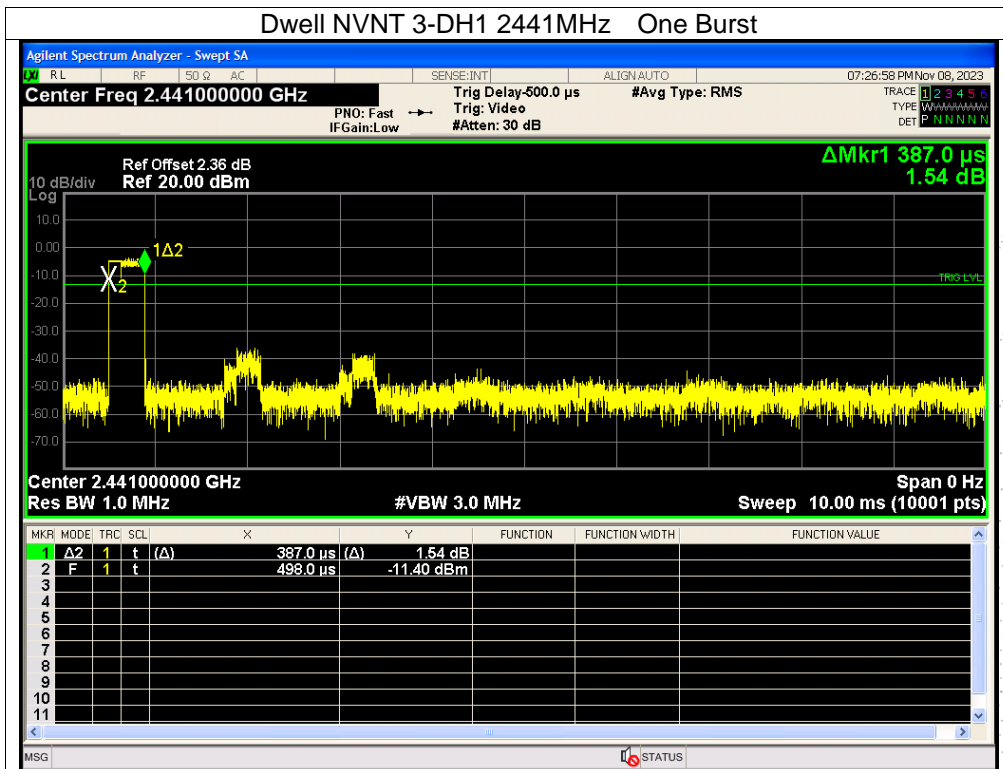 Dwell NVNT 3-DH1 2441MHz One Burst
Agilent Spectrum Analyzer - Swept SA
LXI RL RF 50 Ω AC SENSE:INT ALIGN AUTO 07:26:58 PM Nov 08, 2023
Center Freq 2.441000000 GHz
PNO: Fast
IFGain:Low
Trig Delay-500.0 µs
Trig: Video
#Atten: 30 dB
#Avg Type: RMS
TRACE 1 2 3 4 5 6
TYPE WWWWWW
DET P N N N N N
ΔMkr1 387.0 µs
1.54 dB
Ref Offset 2.36 dB
10 dB/div Ref 20.00 dBm
Log
10.0
0.00
-10.0
-20.0
-30.0
-40.0
-50.0
-60.0
-70.0
1Δ2
X2
TRIG LVL
Center 2.441000000 GHz Span 0 Hz
Res BW 1.0 MHz #VBW 3.0 MHz Sweep 10.00 ms (10001 pts)
MKR MODE TRC SCL X Y FUNCTION FUNCTION WIDTH FUNCTION VALUE
1 Δ2 1 t (Δ) 387.0 µs (Δ) 1.54 dB
2 F 1 t 498.0 µs -11.40 dBm
3
4
5
6
7
8
9
10
11
MSG STATUS